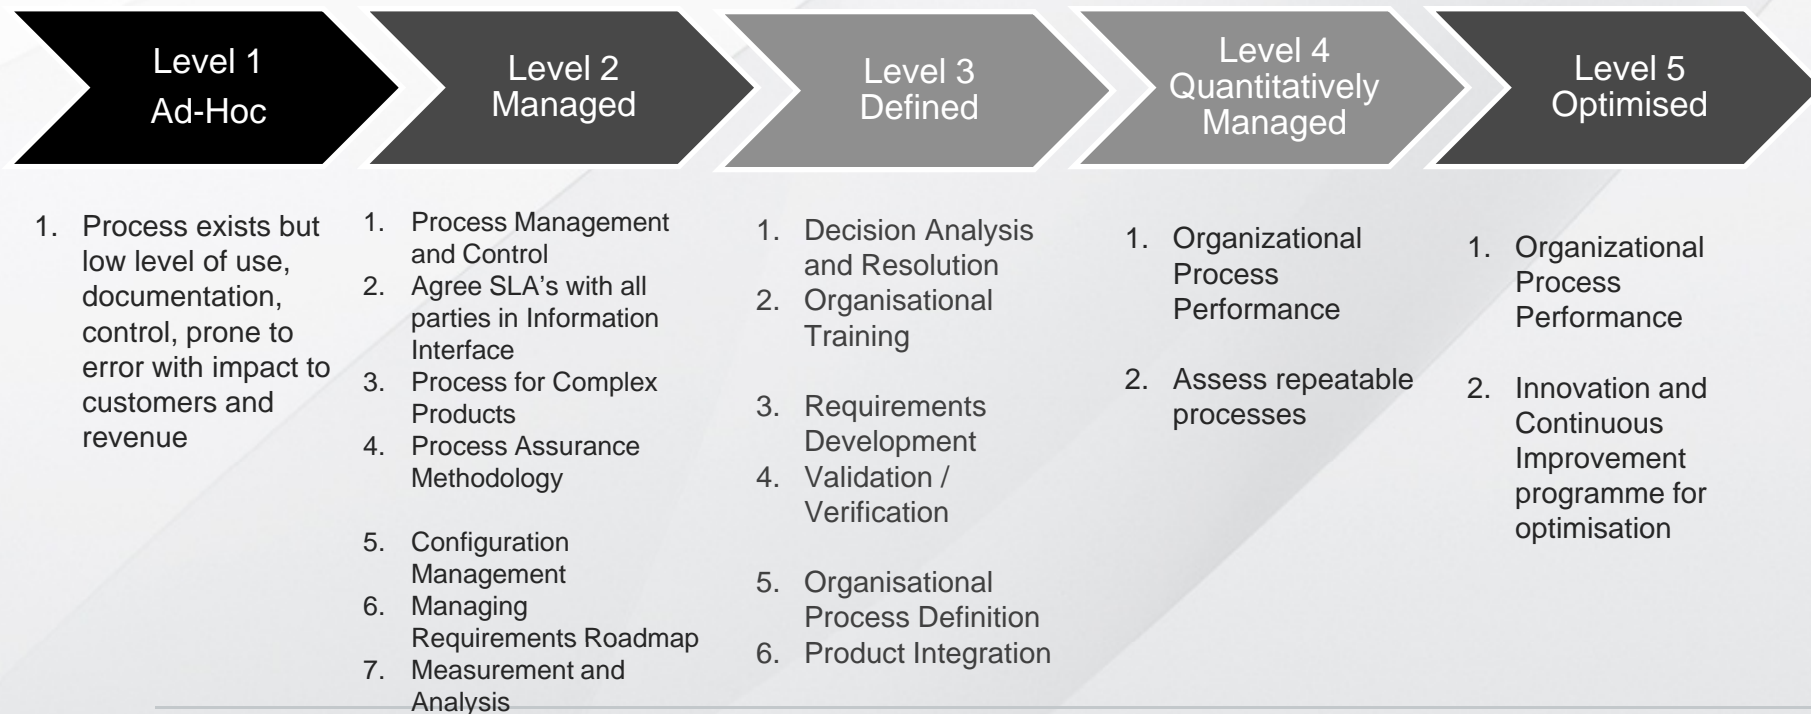 Level 1
Ad-Hoc
Level 2
Managed
Level 3
Defined
Level 4
Quantitatively
Managed
Level 5
Optimised
1. Process exists but
low level of use,
documentation,
control, prone to
error with impact to
customers and
revenue
1. Process Management
and Control
2. Agree SLA's with all
parties in Information
Interface
3. Process for Complex
Products
4. Process Assurance
Methodology
5. Configuration
Management
6. Managing
Requirements Roadmap
7. Measurement and
Analysis
1. Decision Analysis
and Resolution
2. Organisational
Training
3. Requirements
Development
4. Validation /
Verification
5. Organisational
Process Definition
6. Product Integration
1. Organizational
Process
Performance
2. Assess repeatable
processes
1. Organizational
Process
Performance
2. Innovation and
Continuous
Improvement
programme for
optimisation